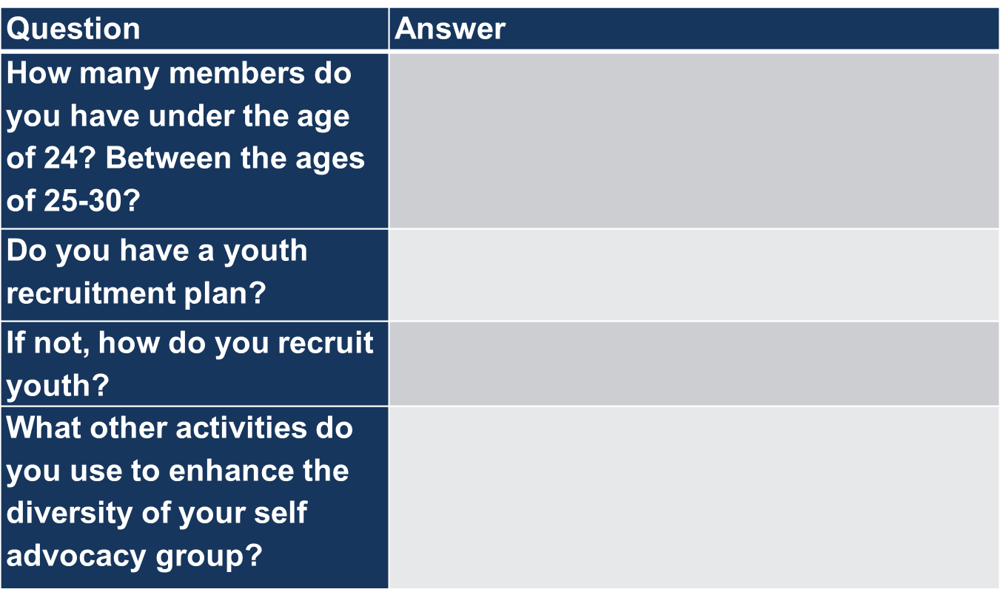 Question Answer
How many members do
you have under the age
of 24? Between the ages
of 25-30?
Do you have a youth
recruitment plan?
If not, how do you recruit
youth?
What other activities do
you use to enhance the
diversity of your self
advocacy group?